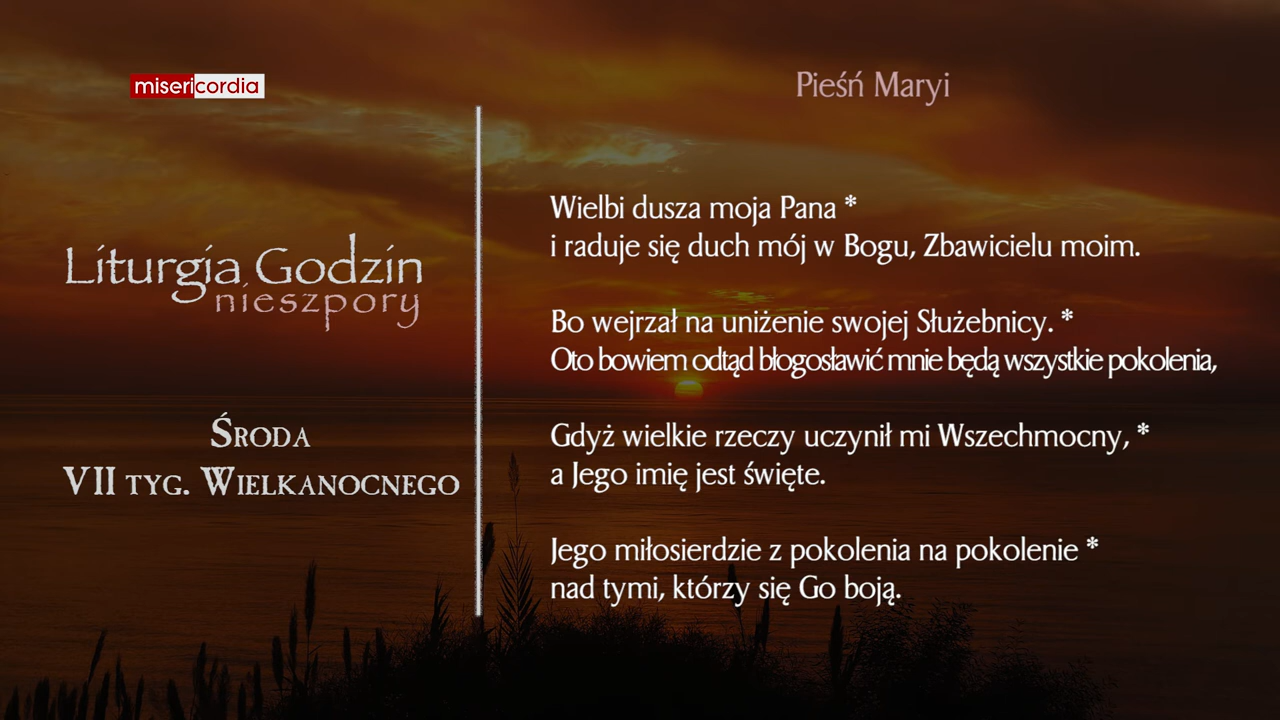 misericordia
Liturgia Godzin
nieszpory
Środa
VII tyg. Wielkanocnego
Pieśń Maryi
Wielbi dusza moja Pana *
i raduje się duch mój w Bogu, Zbawicielu moim.
Bo wejrzał na uniżenie swojej Służebnicy. *
Oto bowiem odtąd błogosławić mnie będą wszystkie pokolenia,
Gdyż wielkie rzeczy uczynił mi Wszechmocny, *
a Jego imię jest święte.
Jego miłosierdzie z pokolenia na pokolenie *
nad tymi, którzy się Go boją.